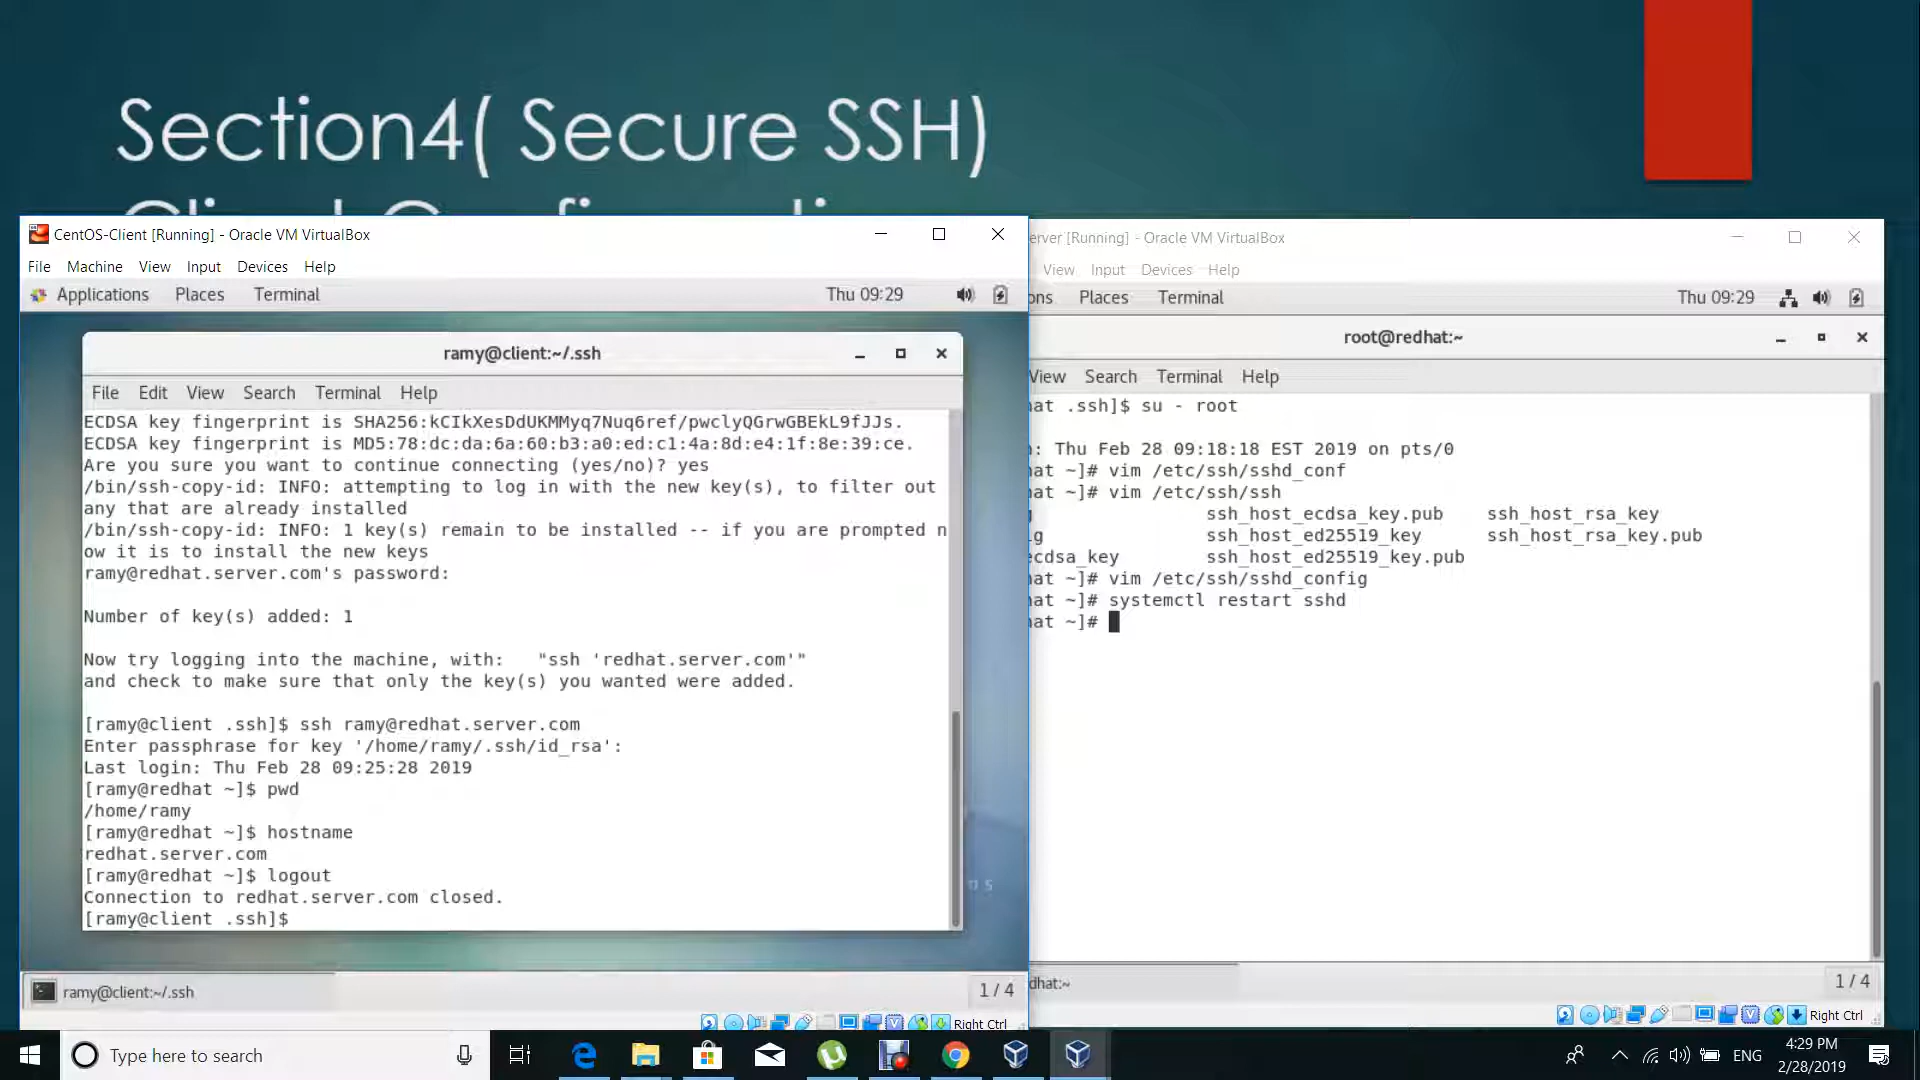 Section4( Secure SSH)
CentOS-Client [Running] - Oracle VM VirtualBox
File Machine View Input Devices Help
Applications Places Terminal Thu 09:29
ramy@client:~/.ssh
File Edit View Search Terminal Help
ECDSA key fingerprint is SHA256:kCIkXesDdUKMMyq7Nuq6ref/pwclyQGrwGBEkL9fJJs.
ECDSA key fingerprint is MD5:78:dc:da:6a:60:b3:a0:ed:c1:4a:8d:e4:1f:8e:39:ce.
Are you sure you want to continue connecting (yes/no)? yes
/bin/ssh-copy-id: INFO: attempting to log in with the new key(s), to filter out
any that are already installed
/bin/ssh-copy-id: INFO: 1 key(s) remain to be installed -- if you are prompted n
ow it is to install the new keys
ramy@redhat.server.com's password:
Number of key(s) added: 1
Now try logging into the machine, with:   "ssh 'redhat.server.com'"
and check to make sure that only the key(s) you wanted were added.
[ramy@client .ssh]$ ssh ramy@redhat.server.com
Enter passphrase for key '/home/ramy/.ssh/id_rsa':
Last login: Thu Feb 28 09:25:28 2019
[ramy@redhat ~]$ pwd
/home/ramy
[ramy@redhat ~]$ hostname
redhat.server.com
[ramy@redhat ~]$ logout
Connection to redhat.server.com closed.
[ramy@client .ssh]$
ramy@client:~/.ssh
1 / 4
Right Ctrl
erver [Running] - Oracle VM VirtualBox
View Input Devices Help
ons Places Terminal Thu 09:29
root@redhat:~
View Search Terminal Help
hat .ssh]$ su - root
n: Thu Feb 28 09:18:18 EST 2019 on pts/0
hat ~]# vim /etc/ssh/sshd_conf
hat ~]# vim /etc/ssh/ssh
g ssh_host_ecdsa_key.pub ssh_host_rsa_key
ig ssh_host_ed25519_key ssh_host_rsa_key.pub
ecdsa_key ssh_host_ed25519_key.pub
hat ~]# vim /etc/ssh/sshd_config
hat ~]# systemctl restart sshd
hat ~]#
dhat:~
1 / 4
Right Ctrl
Type here to search
ENG
4:29 PM
2/28/2019